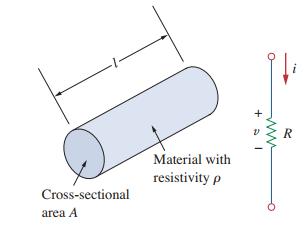 l
i
+
v
R
−
Material with
resistivity ρ
Cross-sectional
area A